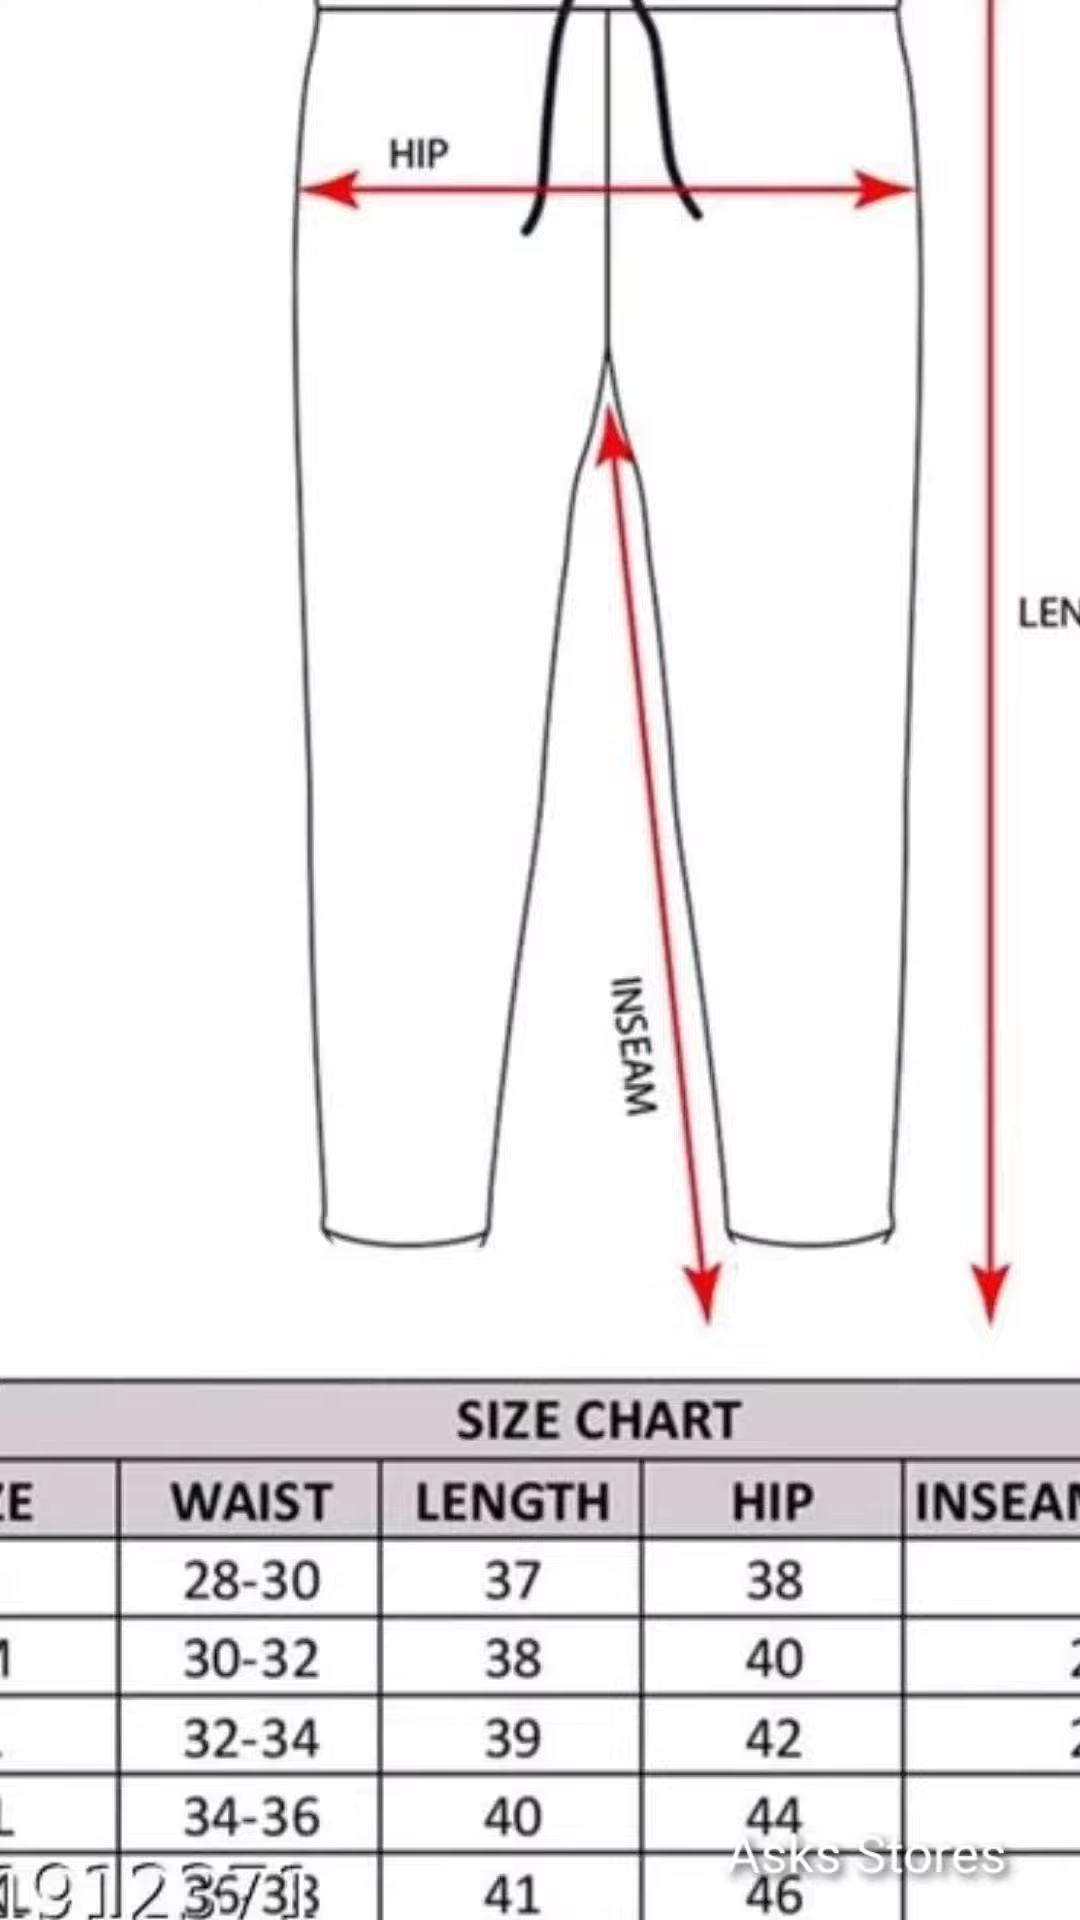 HIP
LEN
INSEAM
SIZE CHART
WAIST LENGTH HIP
28-30 37 38
30-32 38 40
32-34 39 42
34-36 40 44
41 46
Asks Stores